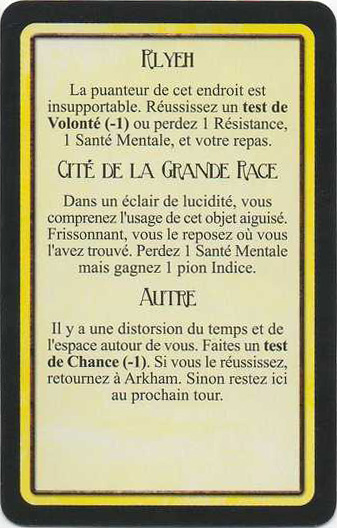 R'LYEH
La puanteur de cet endroit est
insupportable. Réussissez un test de
Volonté (-1) ou perdez 1 Résistance,
1 Santé Mentale, et votre repas.
CITÉ DE LA GRANDE RACE
Dans un éclair de lucidité, vous
comprenez l'usage de cet objet aiguisé.
Frissonnant, vous le reposez où vous
l'avez trouvé. Perdez 1 Santé Mentale
mais gagnez 1 pion Indice.
AUTRE
Il y a une distorsion du temps et de
l'espace autour de vous. Faites un test
de Chance (-1). Si vous le réussissez,
retournez à Arkham. Sinon restez ici
au prochain tour.